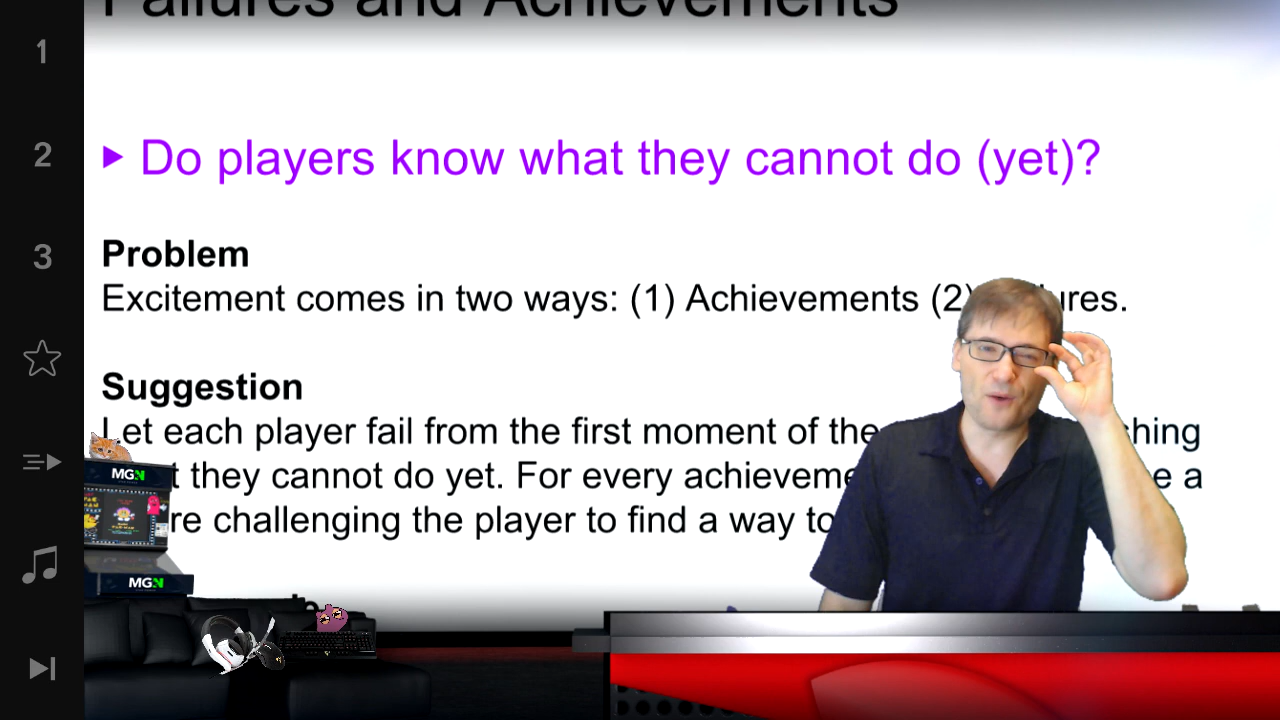 Failures and Achievements
1
2
3
Do players know what they cannot do (yet)?
Problem
Excitement comes in two ways: (1) Achievements (2)
Suggestion
Let each player fail from the first moment of the
they cannot do yet. For every a
challenging the player to find a way to
MGN
MGN